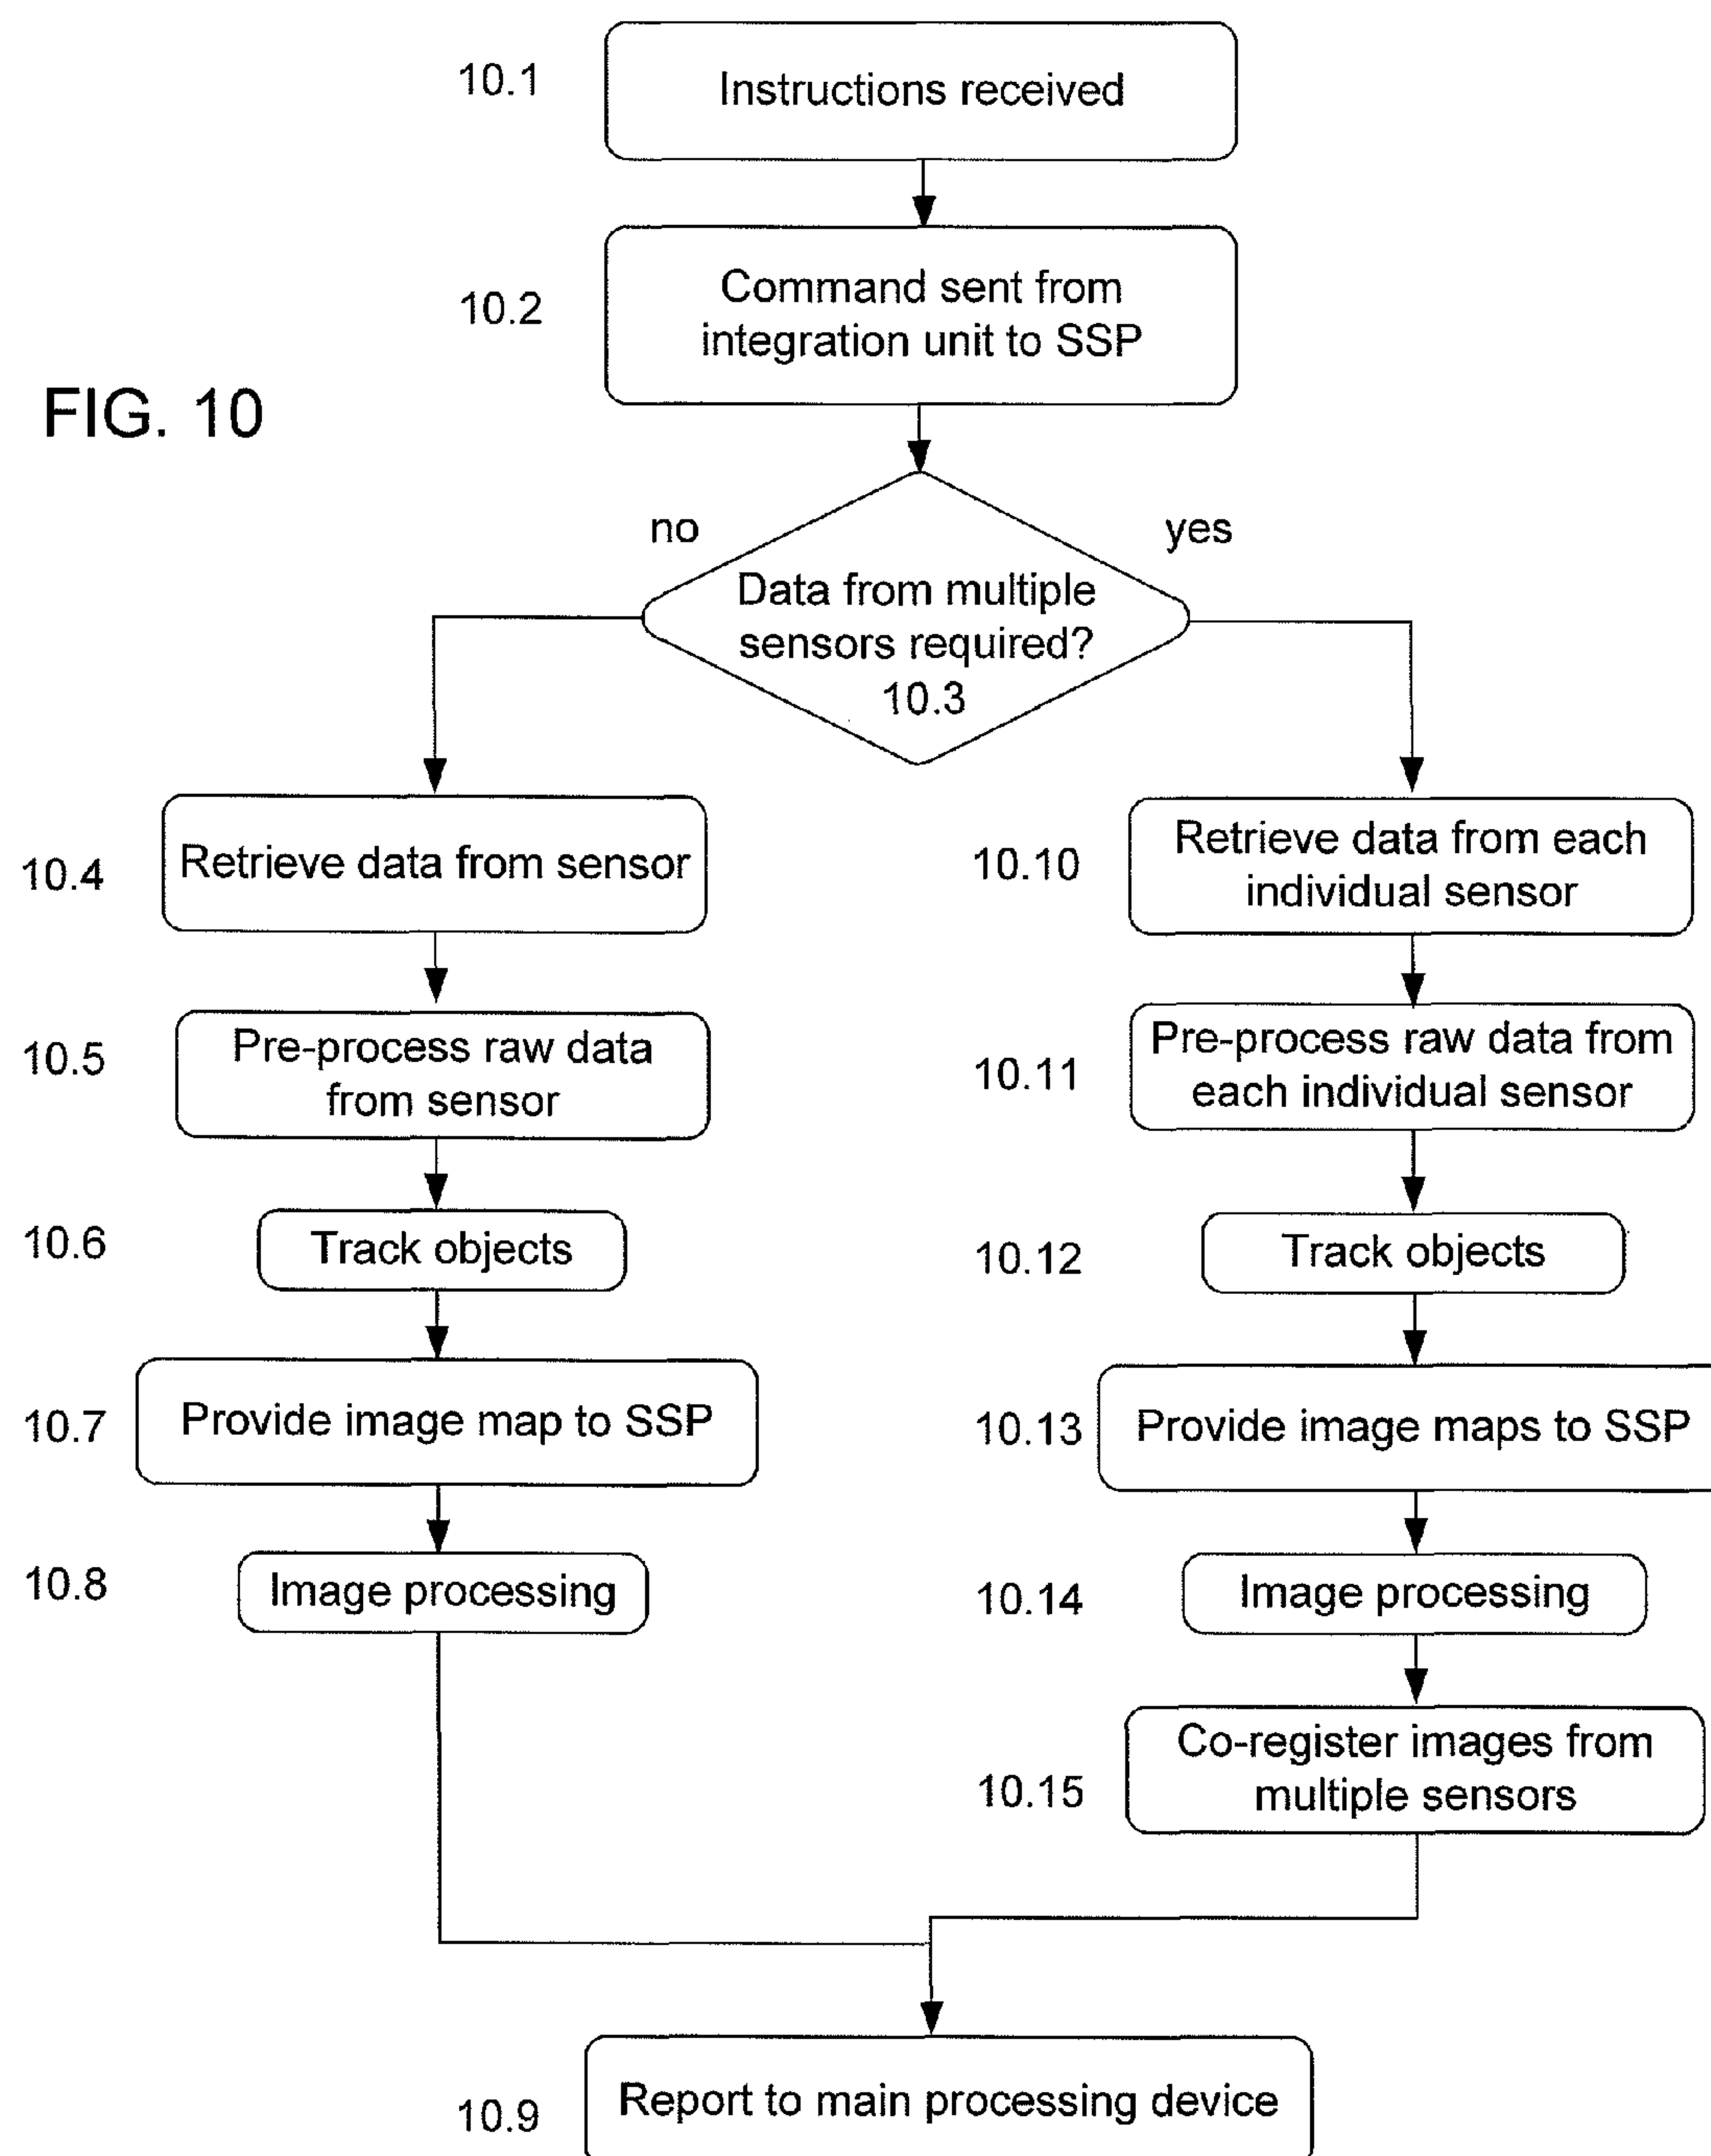 10.1
Instructions received
10.2
Command sent from
integration unit to SSP
FIG. 10
no
yes
Data from multiple
sensors required?
10.3
10.4
Retrieve data from sensor
10.10
Retrieve data from each
individual sensor
10.5
Pre-process raw data
from sensor
10.11
Pre-process raw data from
each individual sensor
10.6
Track objects
10.12
Track objects
10.7
Provide image map to SSP
10.13
Provide image maps to SSP
10.8
Image processing
10.14
Image processing
10.15
Co-register images from
multiple sensors
10.9
Report to main processing device